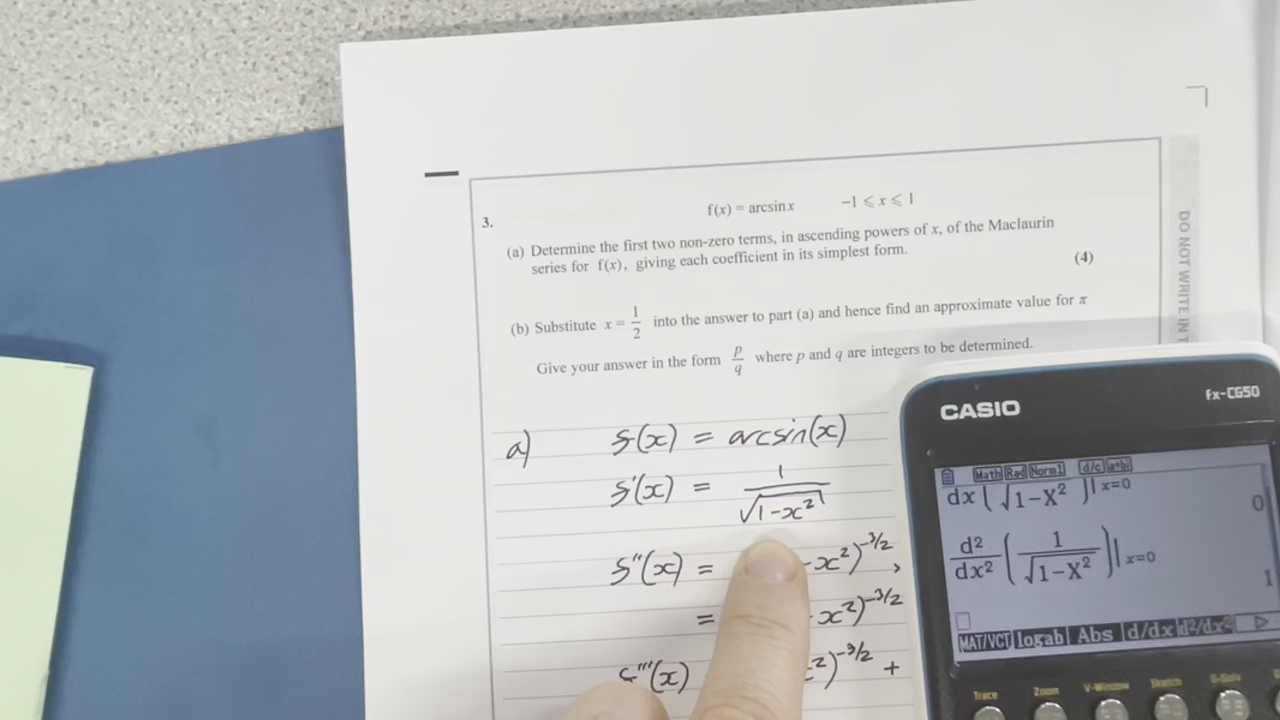 3.
f(x) = arcsin x    −1 ⩽ x ⩽ 1
(a) Determine the first two non-zero terms, in ascending powers of x, of the Maclaurin
series for f(x), giving each coefficient in its simplest form.
(4)
(b) Substitute x = 1/2 into the answer to part (a) and hence find an approximate value for π
Give your answer in the form p/q where p and q are integers to be determined.
DO NOT WRITE IN T
a) f(x) = arcsin(x)
f'(x) = 1/√(1-x²)
f''(x) = -x²)^(-3/2),
= x²)^(-3/2)
f'''(x) ²)^(-3/2) +
CASIO
fx-CG50
Math Rad Norm1 d/c a+bi
dx ( √1-X² )| x=0
0
d²/dx² (1/√(1-X²))| x=0
1
MAT/VCT logab Abs d/dx d²/dx² ▷
Trace Zoom V-Window Sketch G-Solv